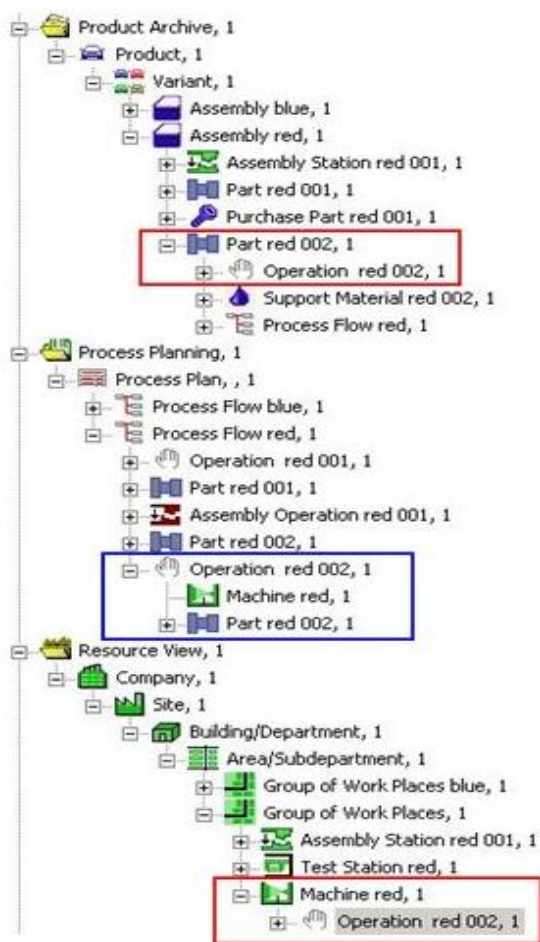 Product Archive, 1
Product, 1
Variant, 1
Assembly blue, 1
Assembly red, 1
Assembly Station red 001, 1
Part red 001, 1
Purchase Part red 001, 1
Part red 002, 1
Operation red 002, 1
Support Material red 002, 1
Process Flow red, 1
Process Planning, 1
Process Plan, , 1
Process Flow blue, 1
Process Flow red, 1
Operation red 001, 1
Part red 001, 1
Assembly Operation red 001, 1
Part red 002, 1
Operation red 002, 1
Machine red, 1
Part red 002, 1
Resource View, 1
Company, 1
Site, 1
Building/Department, 1
Area/Subdepartment, 1
Group of Work Places blue, 1
Group of Work Places, 1
Assembly Station red 001, 1
Test Station red, 1
Machine red, 1
Operation red 002, 1